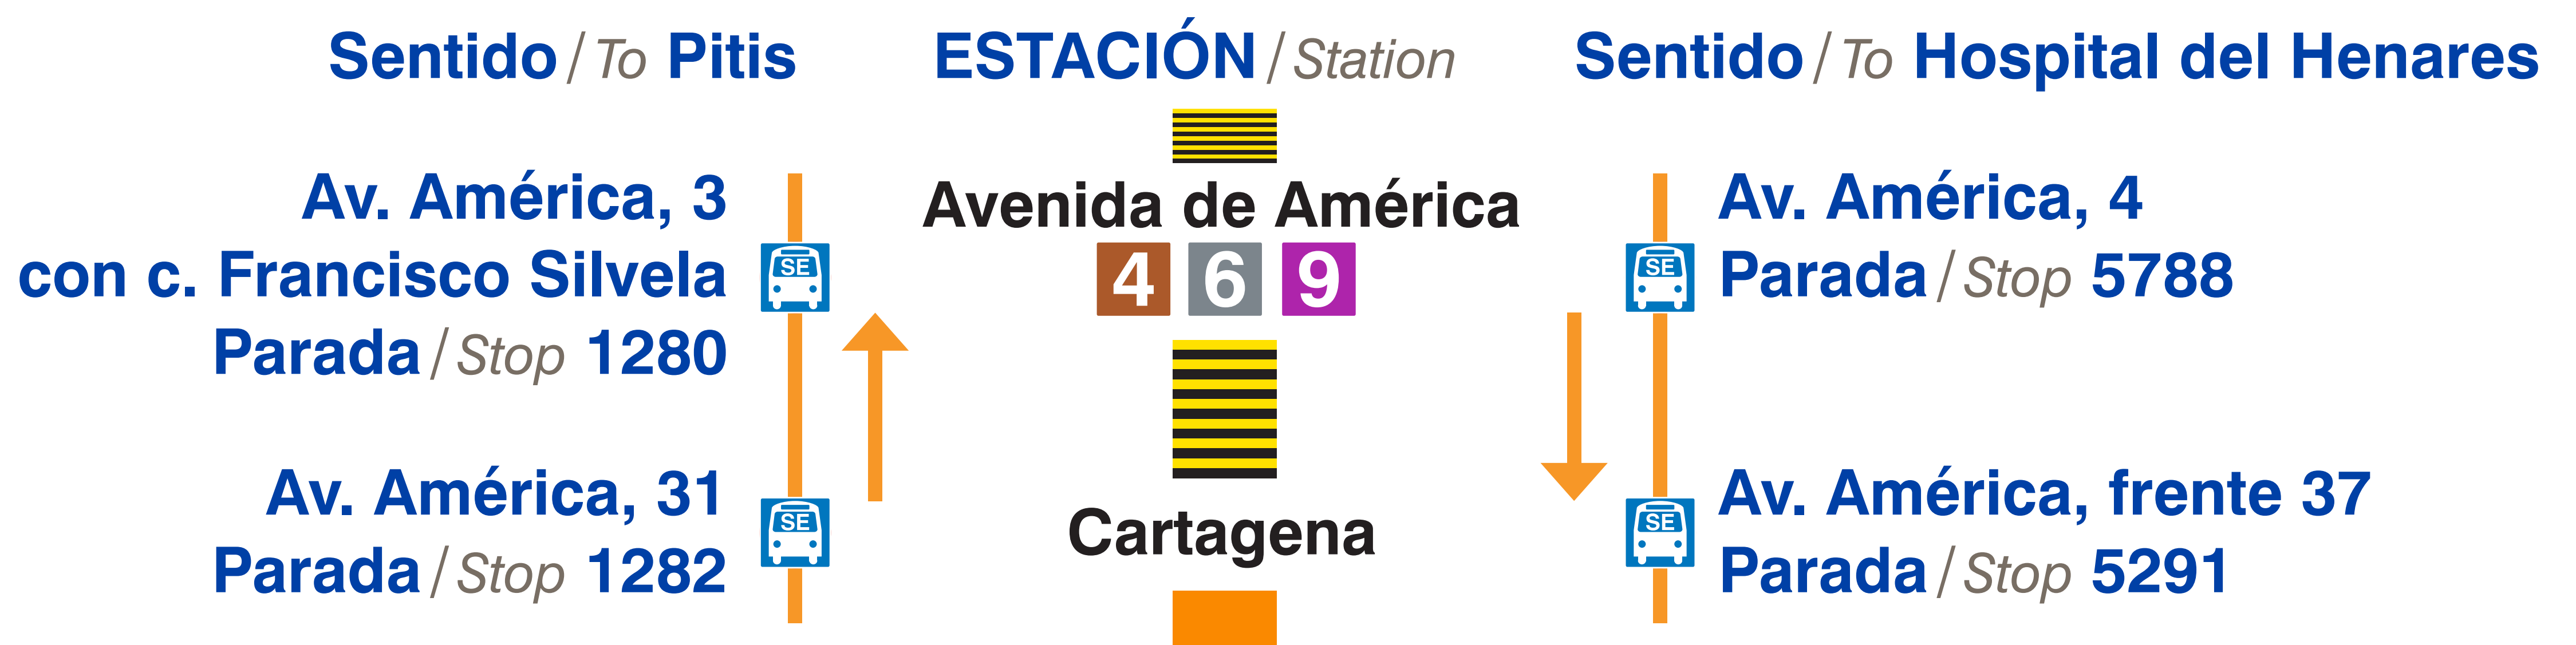 Sentido / To Pitis
ESTACIÓN / Station
Sentido / To Hospital del Henares
Av. América, 3
con c. Francisco Silvela
Parada / Stop 1280
SE
Avenida de América
4 6 9
SE
Av. América, 4
Parada / Stop 5788
Av. América, 31
Parada / Stop 1282
SE
Cartagena
SE
Av. América, frente 37
Parada / Stop 5291